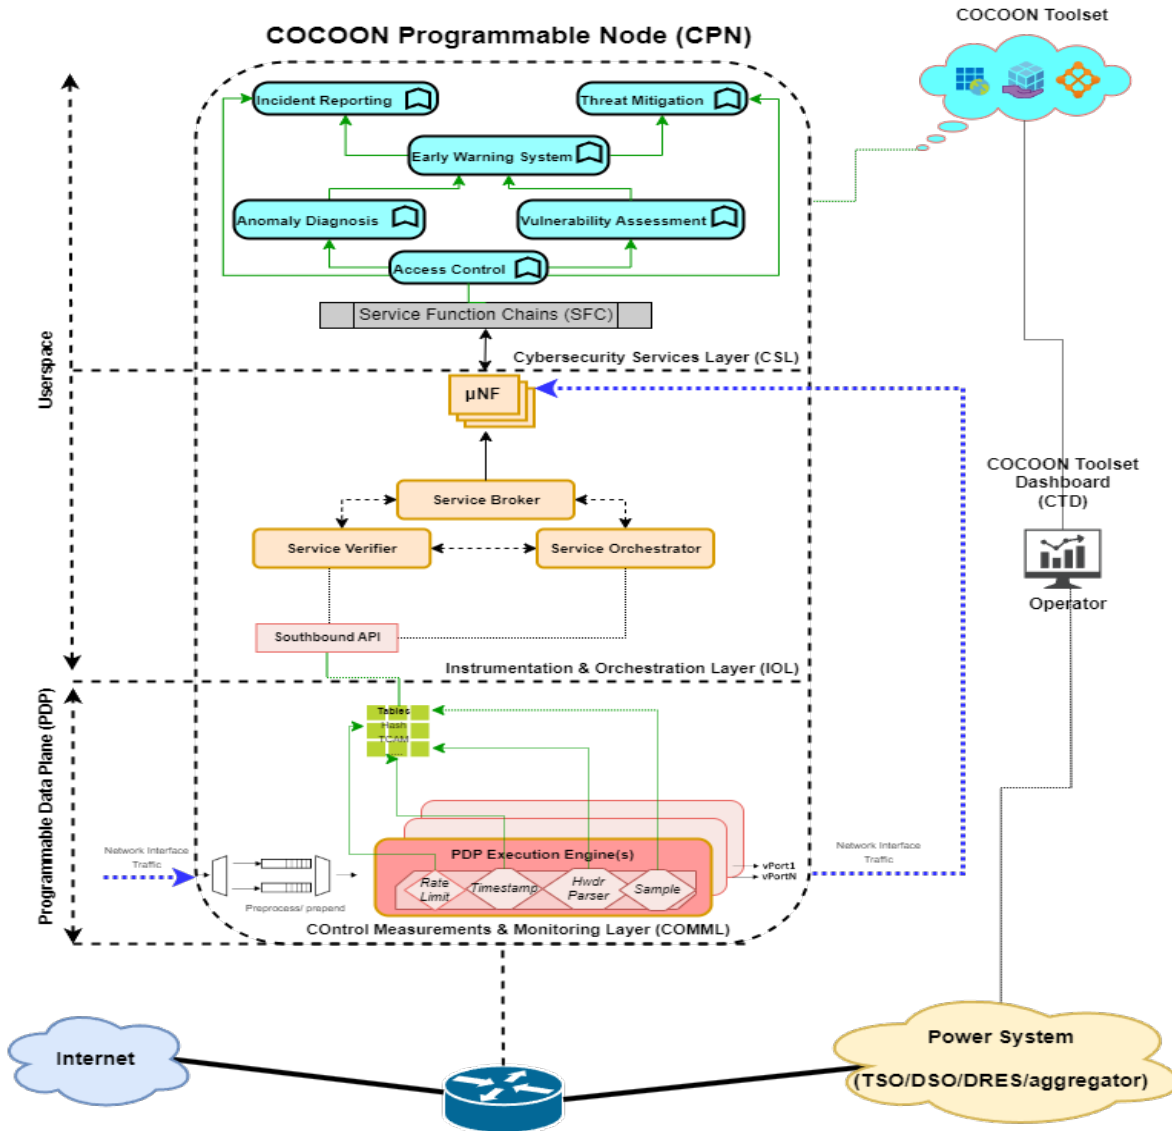 COCOON Toolset
COCOON Programmable Node (CPN)
Incident Reporting
Threat Mitigation
Early Warning System
Anomaly Diagnosis
Vulnerability Assessment
Access Control
Service Function Chains (SFC)
Cybersecurity Services Layer (CSL)
Userspace
µNF
COCOON Toolset
Dashboard
(CTD)
Service Broker
Service Verifier
Service Orchestrator
Operator
Southbound API
Instrumentation & Orchestration Layer (IOL)
Programmable Data Plane (PDP)
Tables
Hash
TCAM
Network Interface
Traffic
PDP Execution Engine(s)
vPort1
vPortN
Network Interface
Traffic
Rate
Limit
Timestamp
Hwdr
Parser
Sample
Preprocess/ prepend
COntrol Measurements & Monitoring Layer (COMML)
Internet
Power System
(TSO/DSO/DRES/aggregator)